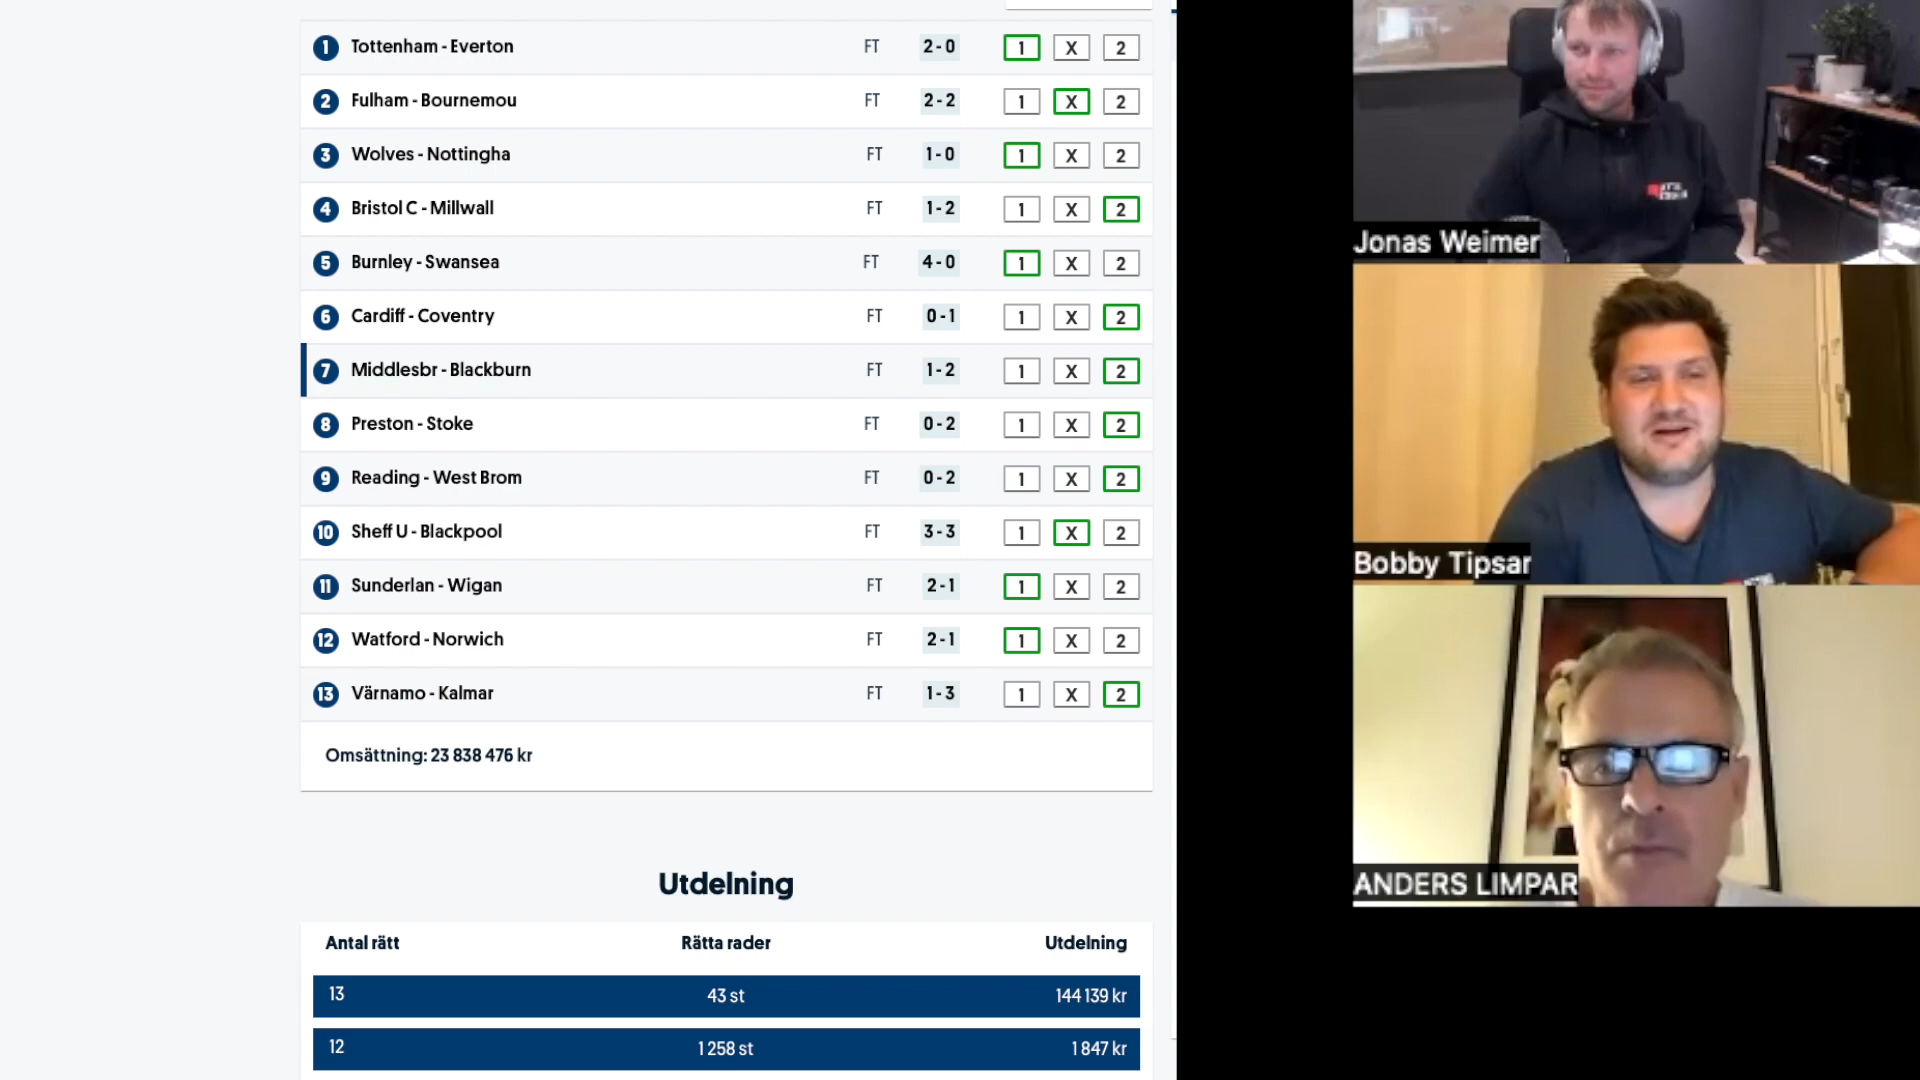 1 Tottenham - Everton FT 2 - 0 1 X 2
2 Fulham - Bournemou FT 2 - 2 1 X 2
3 Wolves - Nottingha FT 1 - 0 1 X 2
4 Bristol C - Millwall FT 1 - 2 1 X 2
5 Burnley - Swansea FT 4 - 0 1 X 2
6 Cardiff - Coventry FT 0 - 1 1 X 2
7 Middlesbr - Blackburn FT 1 - 2 1 X 2
8 Preston - Stoke FT 0 - 2 1 X 2
9 Reading - West Brom FT 0 - 2 1 X 2
10 Sheff U - Blackpool FT 3 - 3 1 X 2
11 Sunderlan - Wigan FT 2 - 1 1 X 2
12 Watford - Norwich FT 2 - 1 1 X 2
13 Värnamo - Kalmar FT 1 - 3 1 X 2
Omsättning: 23 838 476 kr
Utdelning
Antal rätt Rätta rader Utdelning
13 43 st 144 139 kr
12 1 258 st 1 847 kr
Jonas Weimer
Bobby Tipsar
ANDERS LIMPAR